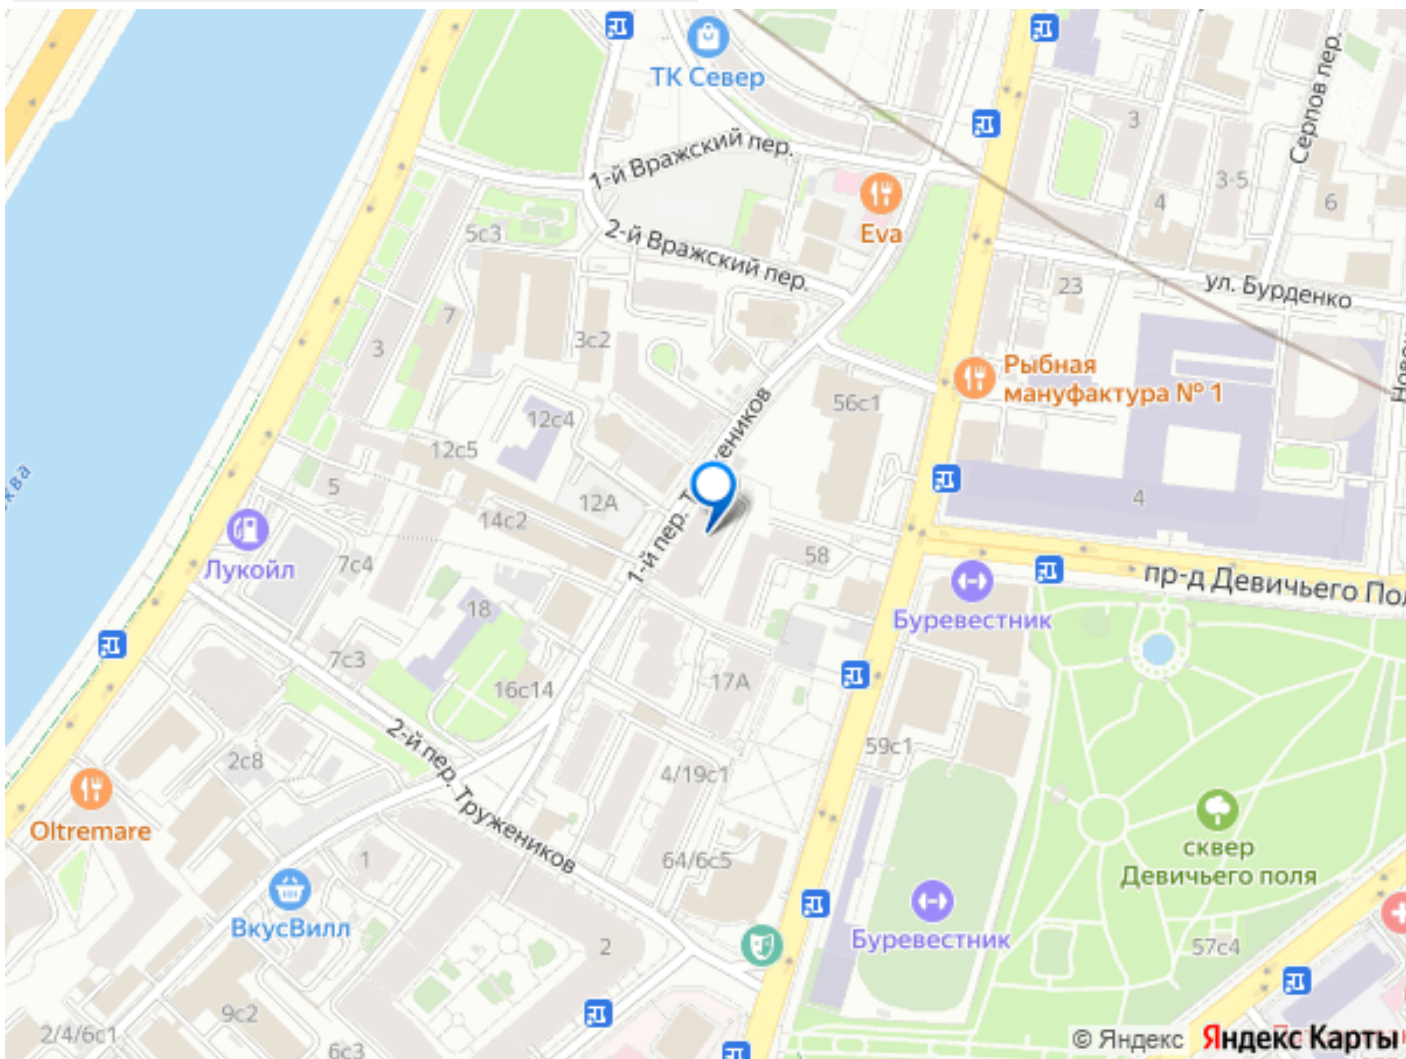 ТК Север
Серпов пер.
3
1-й Вражский пер.
3-5
4
6
Eva
5с3
2-й Вражский пер.
23
ул. Бурденко
7
3с2
3
Рыбная
мануфактура № 1
56с1
12с4
12с5
5
12А
14с2
4
1-й пер.
58
Лукойл
7с4
пр-д Девичьего
18
Буревестник
7с3
16с14
17А
2-й пер. Тружеников
2с8
59с1
4/19с1
Oltremare
сквер
Девичьего поля
1
64/6с5
ВкусВилл
Буревестник
2
57с4
9с2
2/4/6с1
6с3
© Яндекс Яндекс Карты